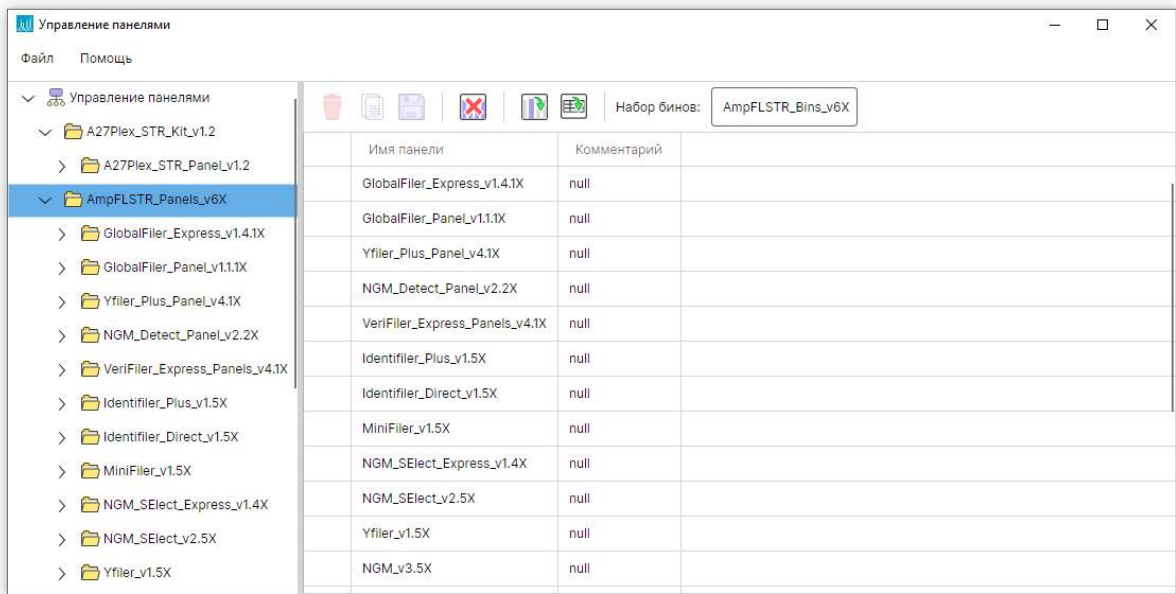 Управление панелями
Файл Помощь
Управление панелями
A27Plex_STR_Kit_v1.2
A27Plex_STR_Panel_v1.2
AmpFLSTR_Panels_v6X
GlobalFiler_Express_v1.4.1X
GlobalFiler_Panel_v1.1.1X
Yfiler_Plus_Panel_v4.1X
NGM_Detect_Panel_v2.2X
VeriFiler_Express_Panels_v4.1X
Identifiler_Plus_v1.5X
Identifiler_Direct_v1.5X
MiniFiler_v1.5X
NGM_SElect_Express_v1.4X
NGM_SElect_v2.5X
Yfiler_v1.5X
Набор бинов: AmpFLSTR_Bins_v6X
Имя панели Комментарий
GlobalFiler_Express_v1.4.1X null
GlobalFiler_Panel_v1.1.1X null
Yfiler_Plus_Panel_v4.1X null
NGM_Detect_Panel_v2.2X null
VeriFiler_Express_Panels_v4.1X null
Identifiler_Plus_v1.5X null
Identifiler_Direct_v1.5X null
MiniFiler_v1.5X null
NGM_SElect_Express_v1.4X null
NGM_SElect_v2.5X null
Yfiler_v1.5X null
NGM_v3.5X null